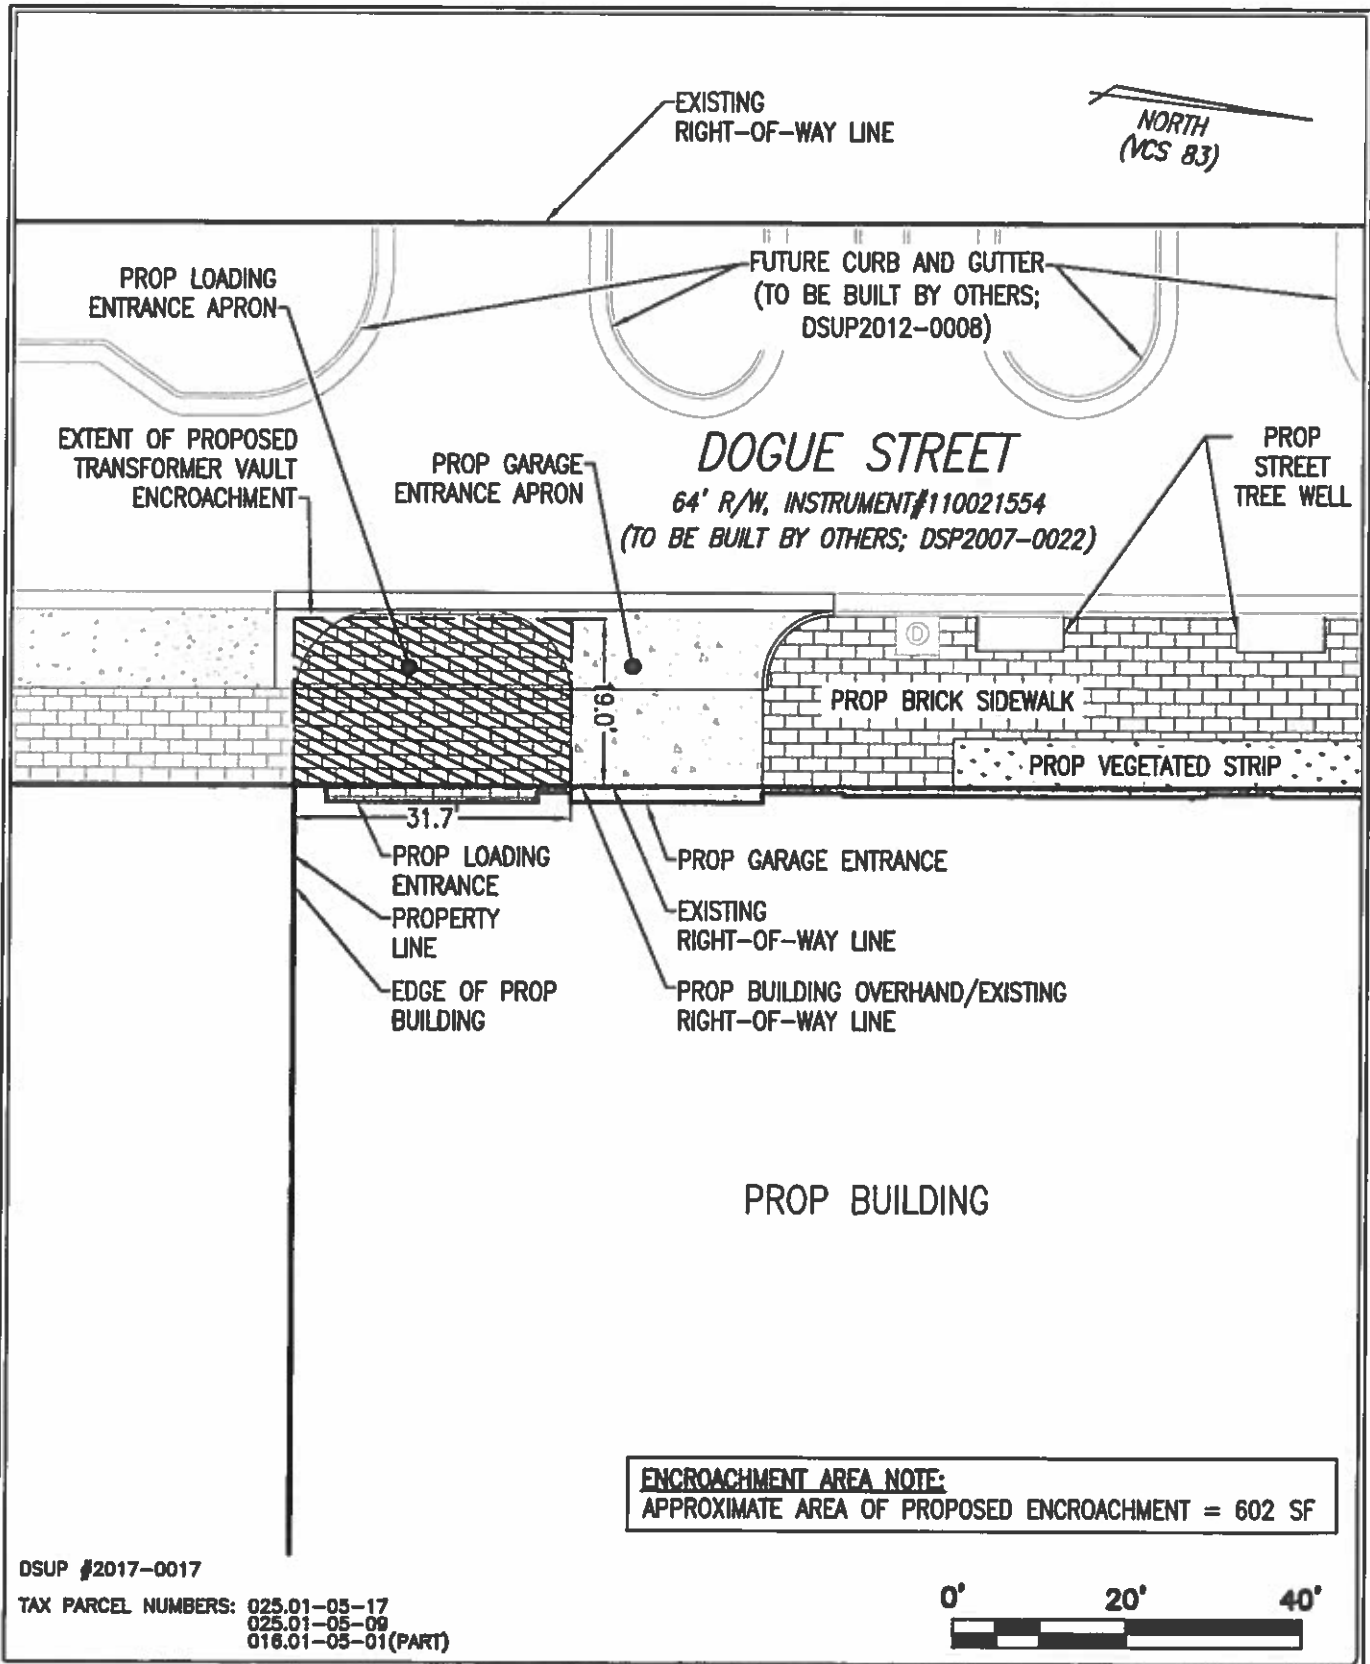 EXISTING
RIGHT-OF-WAY LINE
NORTH
(VCS 83)
PROP LOADING
ENTRANCE APRON
FUTURE CURB AND GUTTER
(TO BE BUILT BY OTHERS;
DSUP2012-0008)
EXTENT OF PROPOSED
TRANSFORMER VAULT
ENCROACHMENT
PROP GARAGE
ENTRANCE APRON
DOGUE STREET
64' R/W, INSTRUMENT#110021554
(TO BE BUILT BY OTHERS; DSP2007-0022)
PROP
STREET
TREE WELL
D
19.0'
PROP BRICK SIDEWALK
PROP VEGETATED STRIP
31.7'
PROP LOADING
ENTRANCE
PROPERTY
LINE
EDGE OF PROP
BUILDING
PROP GARAGE ENTRANCE
EXISTING
RIGHT-OF-WAY LINE
PROP BUILDING OVERHAND/EXISTING
RIGHT-OF-WAY LINE
PROP BUILDING
ENCROACHMENT AREA NOTE:
APPROXIMATE AREA OF PROPOSED ENCROACHMENT = 602 SF
DSUP #2017-0017
TAX PARCEL NUMBERS: 025.01-05-17
025.01-05-09
016.01-05-01(PART)
0' 20' 40'